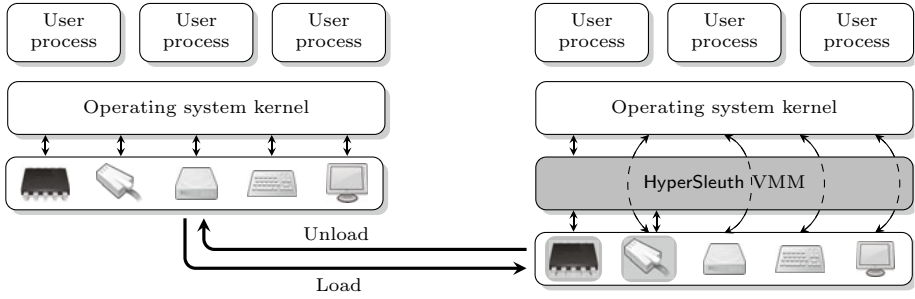 User
process
User
process
User
process
Operating system kernel
Unload
Load
User
process
User
process
User
process
Operating system kernel
HyperSleuth VMM